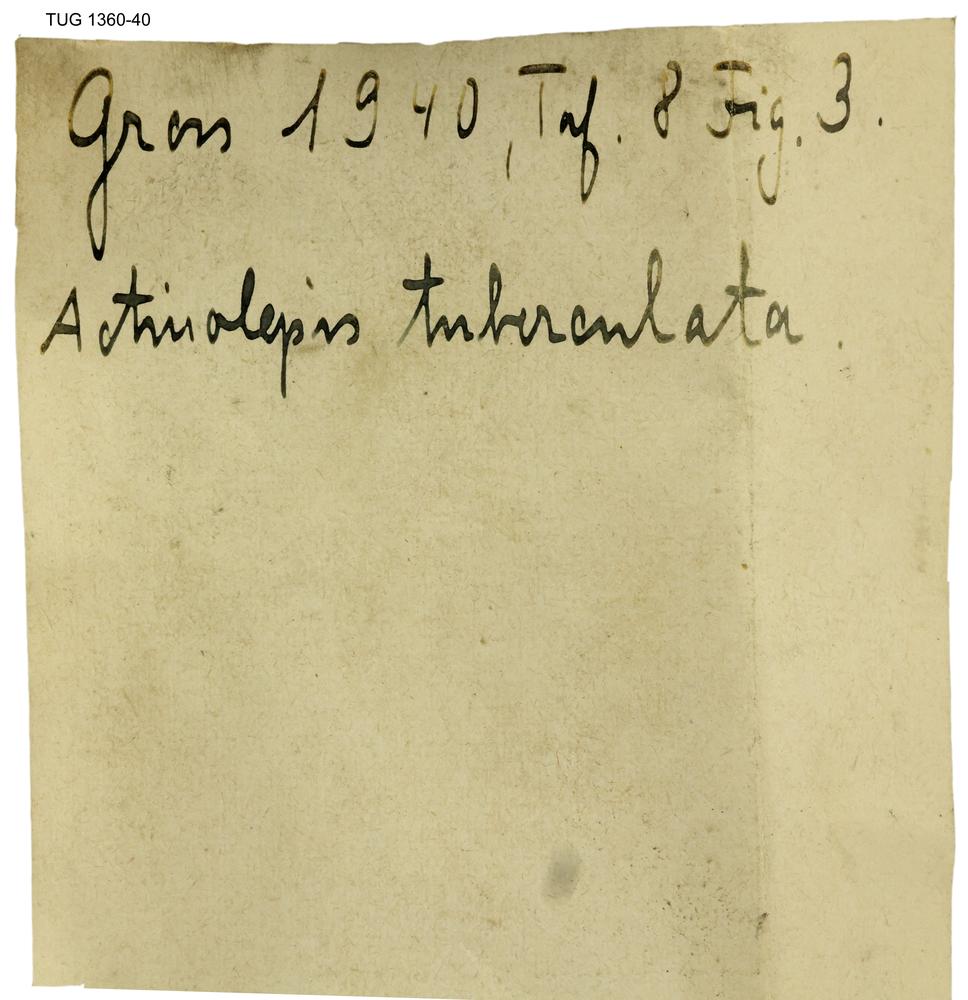 TUG 1360-40
Gross 1940, Taf. 8 Fig. 3.
Actinolepis tuberculata.